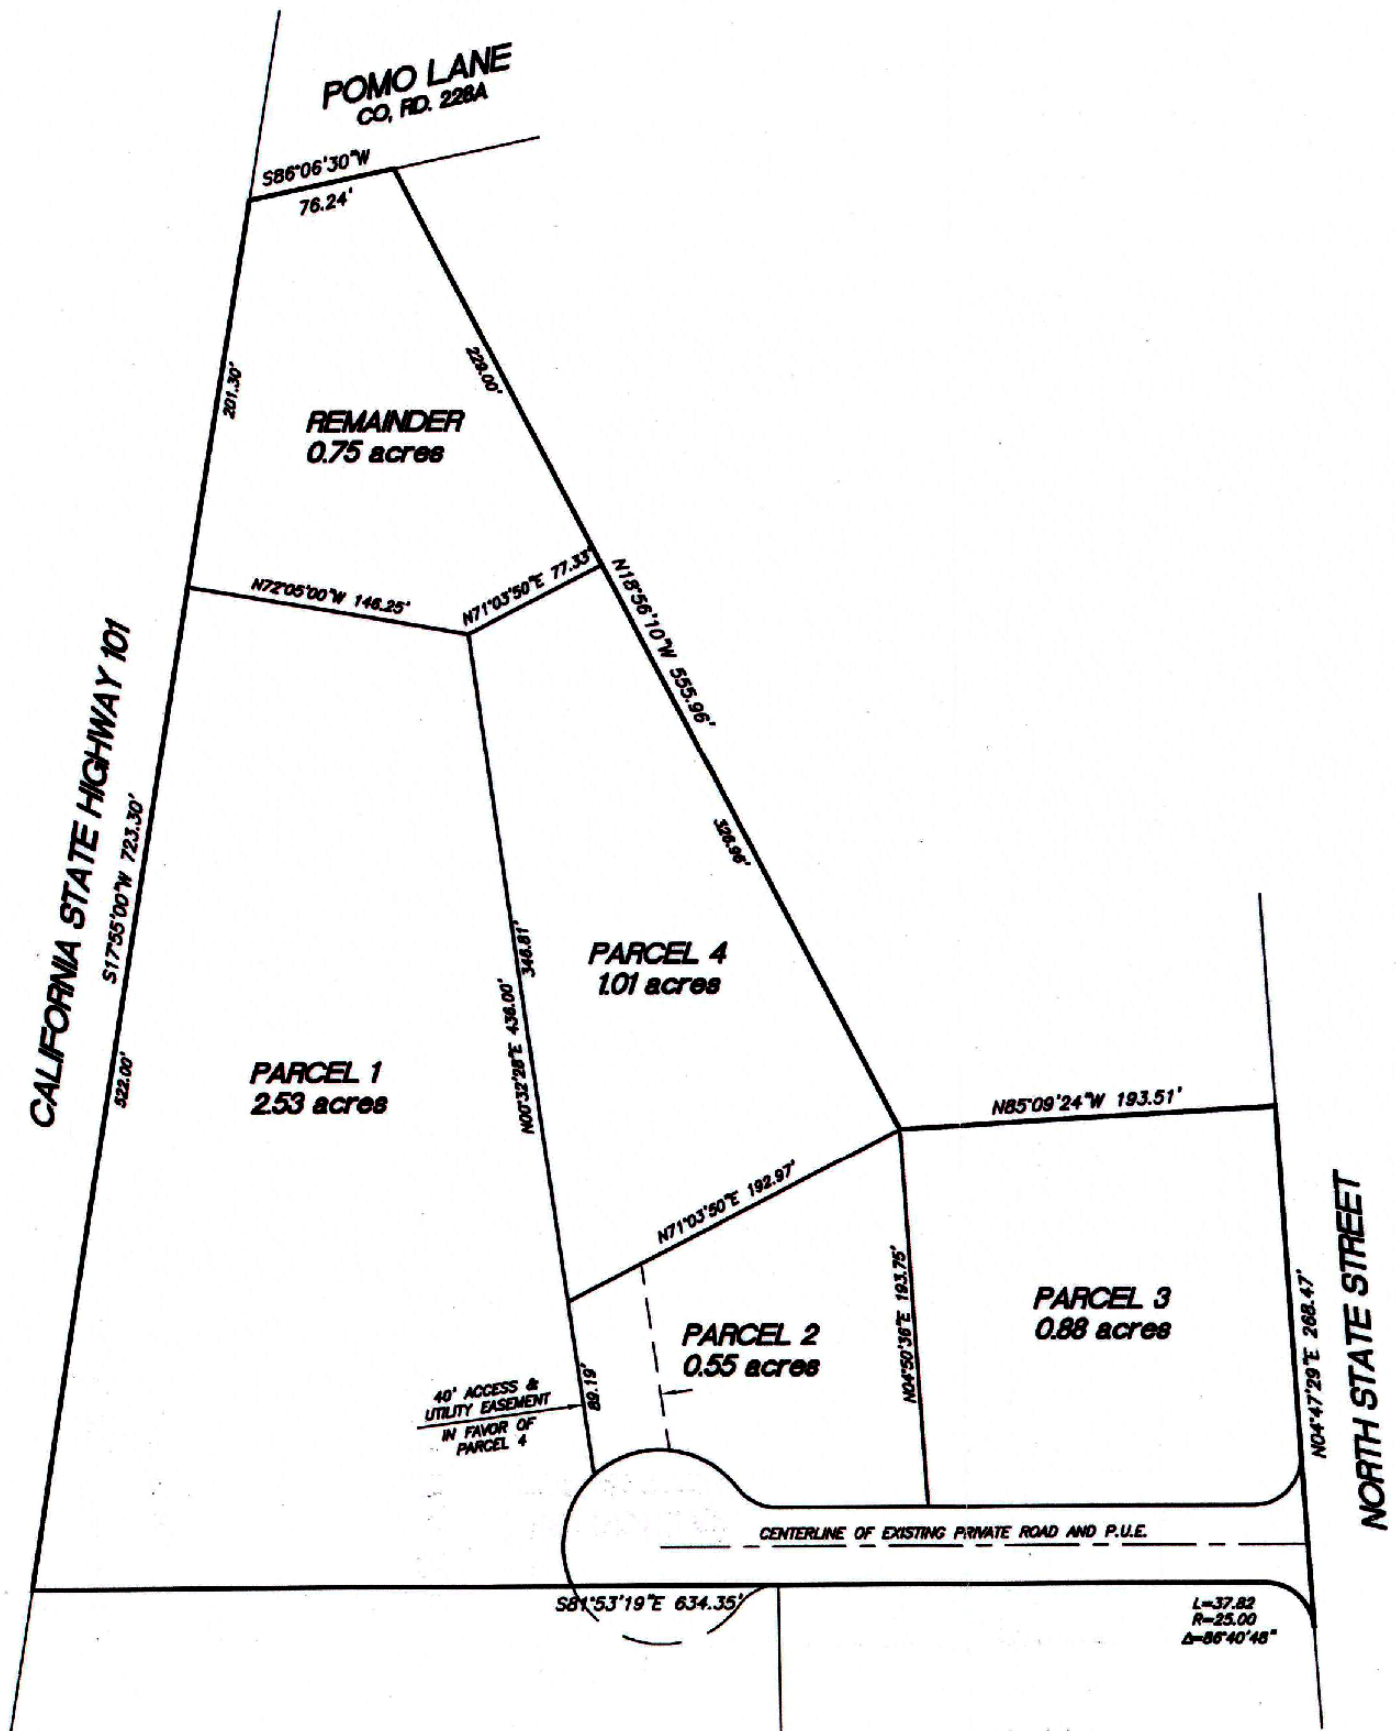 POMO LANE
CO, RD. 228A
S86°06'30"W
76.24'
201.30'
229.00'
REMAINDER
0.75 acres
N72°05'00"W 146.25'
N71°03'50"E 77.33'
N18°56'10"W 555.96'
CALIFORNIA STATE HIGHWAY 101
S17°55'00"W 723.30'
326.96'
346.81'
PARCEL 4
1.01 acres
N00°32'28"E 436.00'
522.00'
PARCEL 1
2.53 acres
N85°09'24"W 193.51'
N71°03'50"E 192.97'
N04°50'36"E 193.75'
PARCEL 3
0.88 acres
PARCEL 2
0.55 acres
N04°47'29"E 268.47'
NORTH STATE STREET
89.19'
40' ACCESS &
UTILITY EASEMENT
IN FAVOR OF
PARCEL 4
CENTERLINE OF EXISTING PRIVATE ROAD AND P.U.E.
S81°53'19"E 634.35'
L=37.82
R=25.00
Δ=86°40'48"